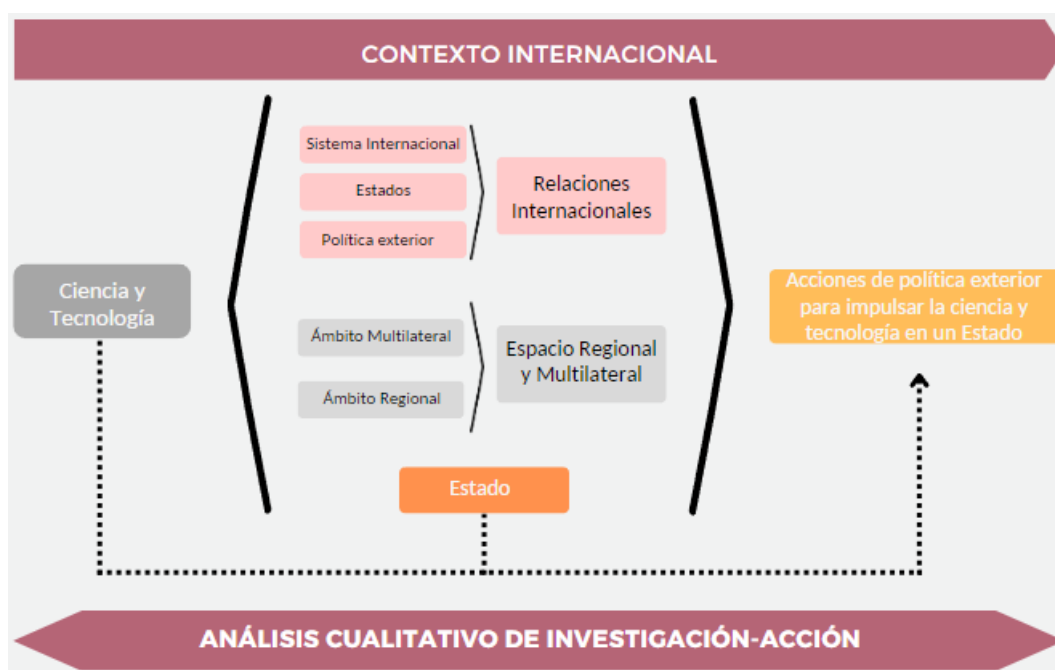 CONTEXTO INTERNACIONAL
Sistema Internacional
Estados
Política exterior
Relaciones
Internacionales
Ciencia y
Tecnología
Ámbito Multilateral
Ámbito Regional
Espacio Regional
y Multilateral
Estado
Acciones de política exterior
para impulsar la ciencia y
tecnología en un Estado
ANÁLISIS CUALITATIVO DE INVESTIGACIÓN-ACCIÓN